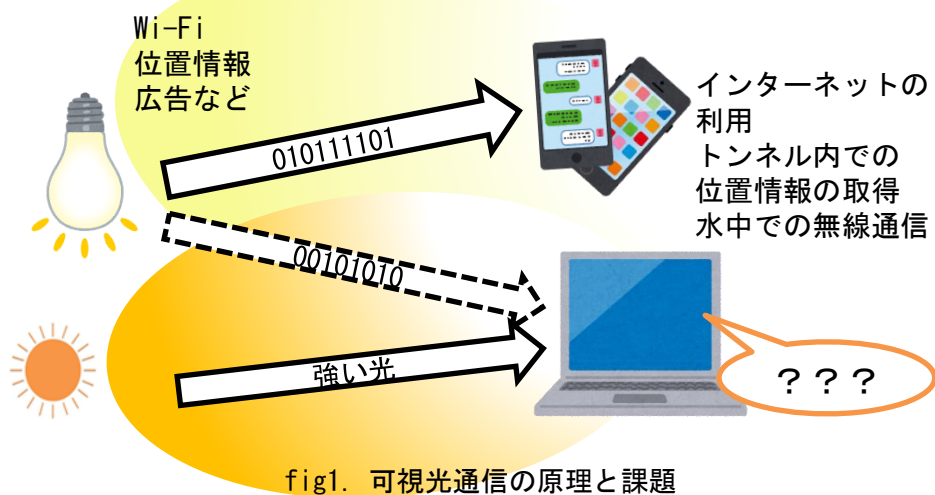 Wi-Fi
位置情報
広告など
010111101
インターネットの
利用
トンネル内での
位置情報の取得
水中での無線通信
00101010
強い光
？？？
fig1. 可視光通信の原理と課題